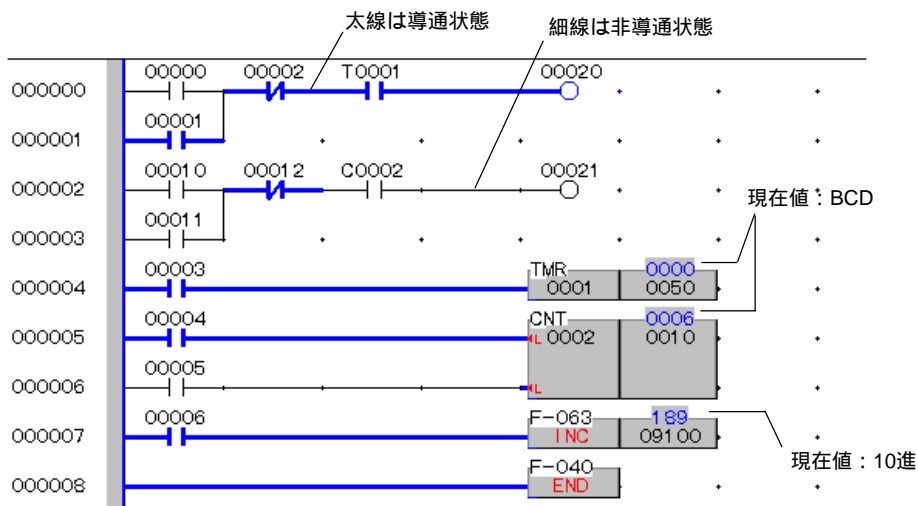 太線は導通状態
細線は非導通状態
00000 00002 T0001 00020
000000
00001
000001
00010 00012 C0002 00021
000002
現在値：BCD
00011
000003
00003 TMR 0000
000004 0001 0050
00004 CNT 0006
000005 L 0002 0010
00005
000006 L
00006 F-063 189
000007 INC 09100
現在値：10進
F-040
000008 END